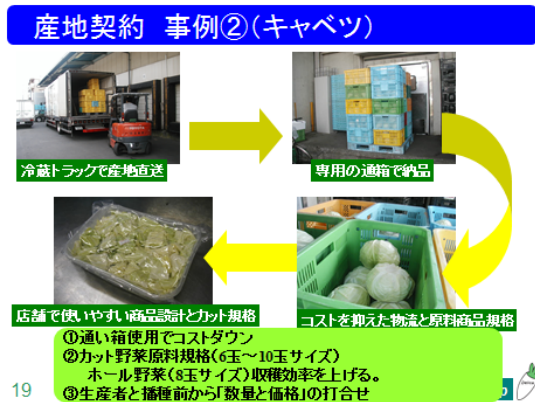 産地契約 事例②(キャベツ)
冷蔵トラックで産地直送
専用の通箱で納品
店舗で使いやすい商品設計とカット規格
コストを抑えた物流と原料商品規格
①通い箱使用でコストダウン
②カット野菜原料規格(6玉～10玉サイズ)
ホール野菜(8玉サイズ)収穫効率を上げる。
③生産者と播種前から「数量と価格」の打合せ
19